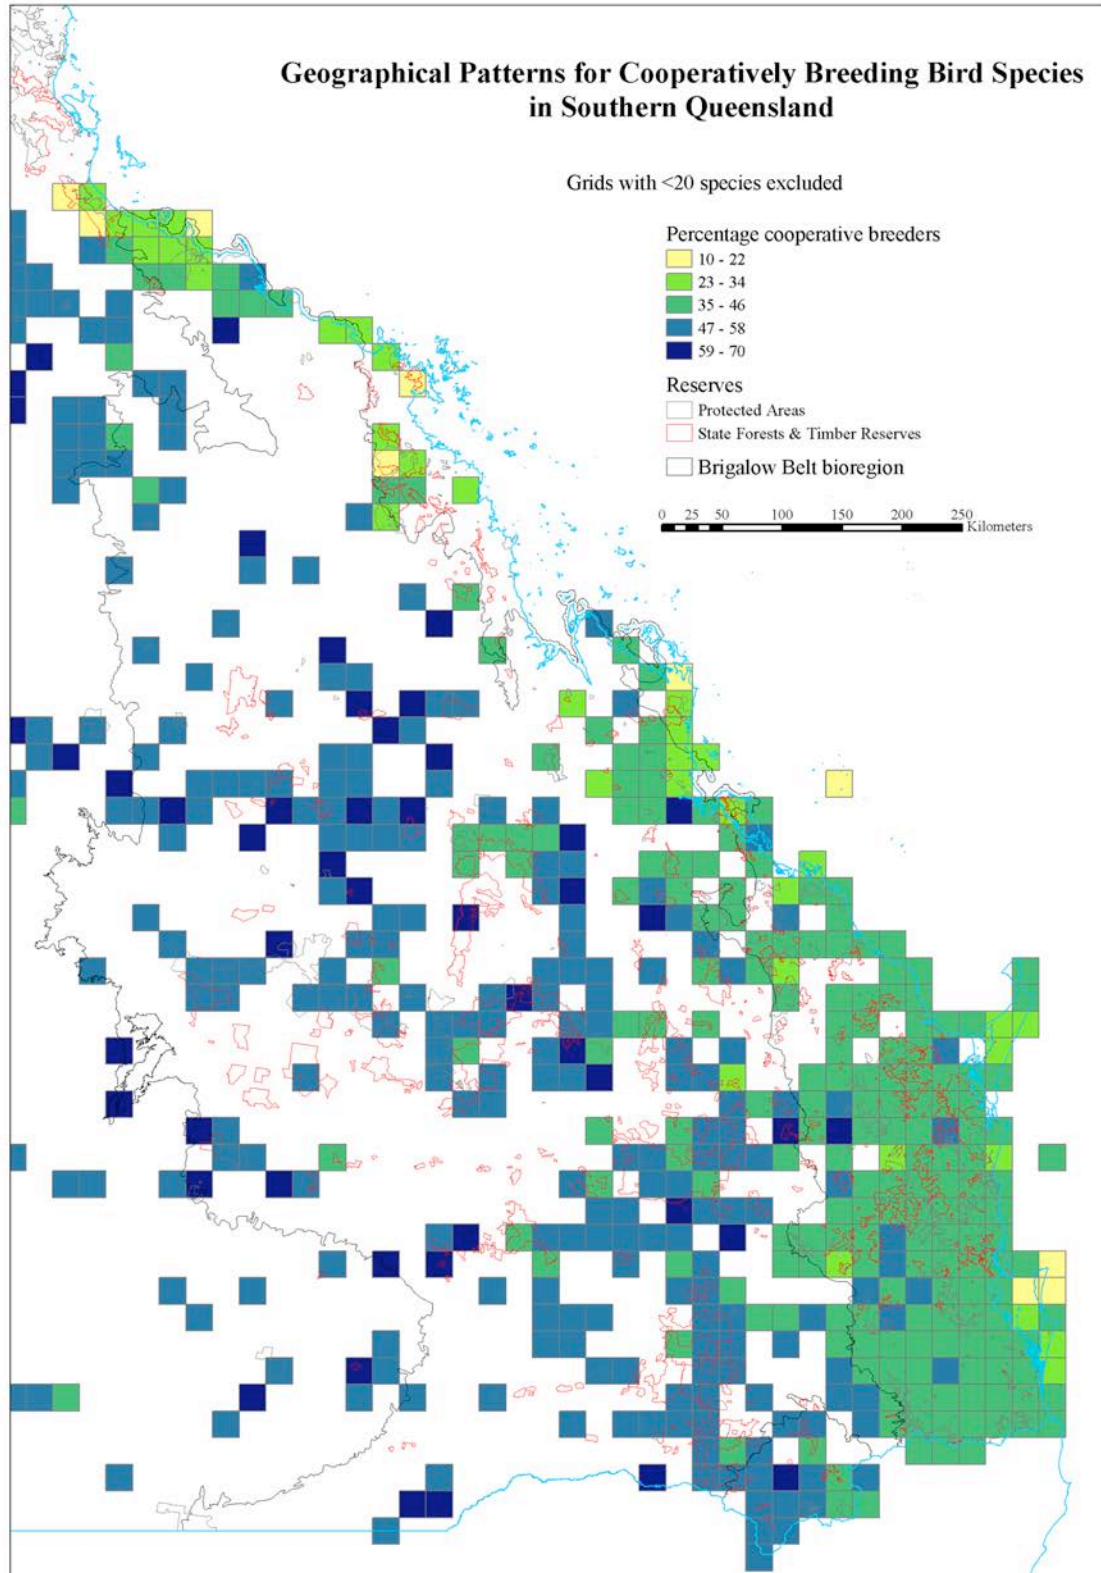 Geographical Patterns for Cooperatively Breeding Bird Species
in Southern Queensland
Grids with <20 species excluded
Percentage cooperative breeders
10 - 22
23 - 34
35 - 46
47 - 58
59 - 70
Reserves
Protected Areas
State Forests & Timber Reserves
Brigalow Belt bioregion
0 25 50 100 150 200 250
Kilometers